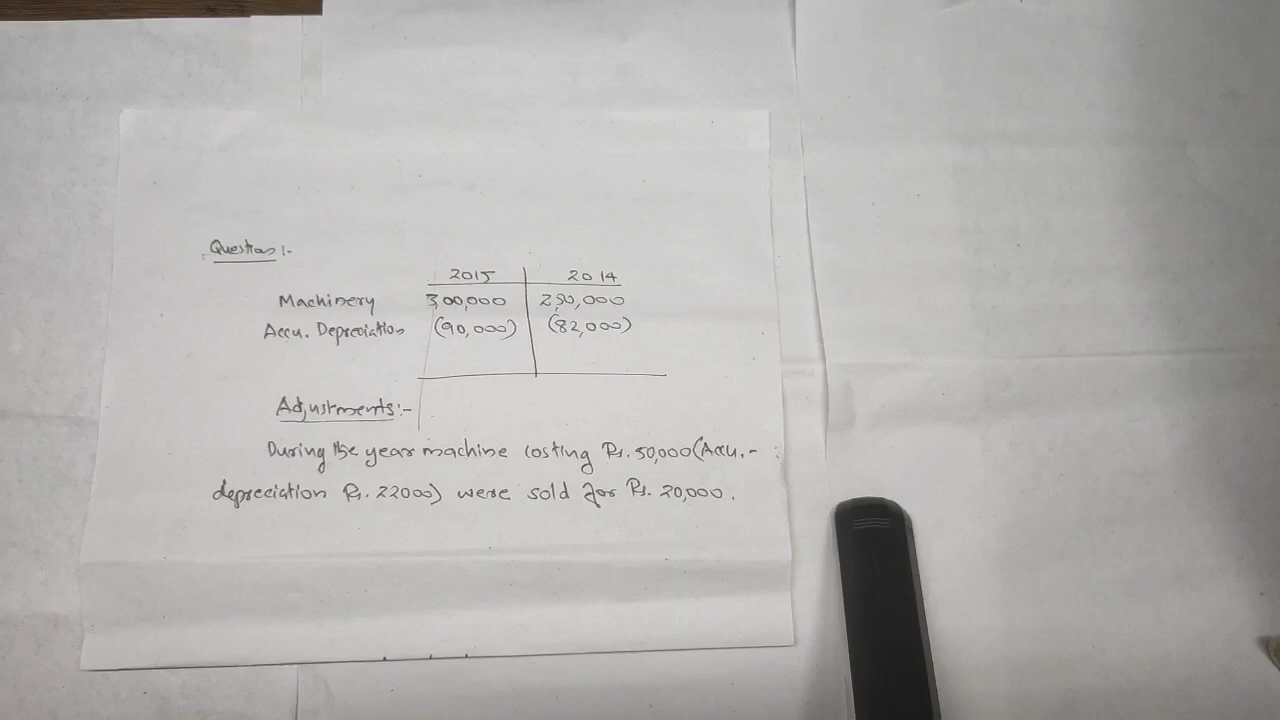 Question :-
2015 2014
Machinery 3,00,000 2,50,000
Accu. Depreciation (90,000) (82,000)
Adjustments:-
During the year machine costing Rs. 50,000 (Accu.-
depreciation Rs. 22000) were sold for Rs. 20,000.